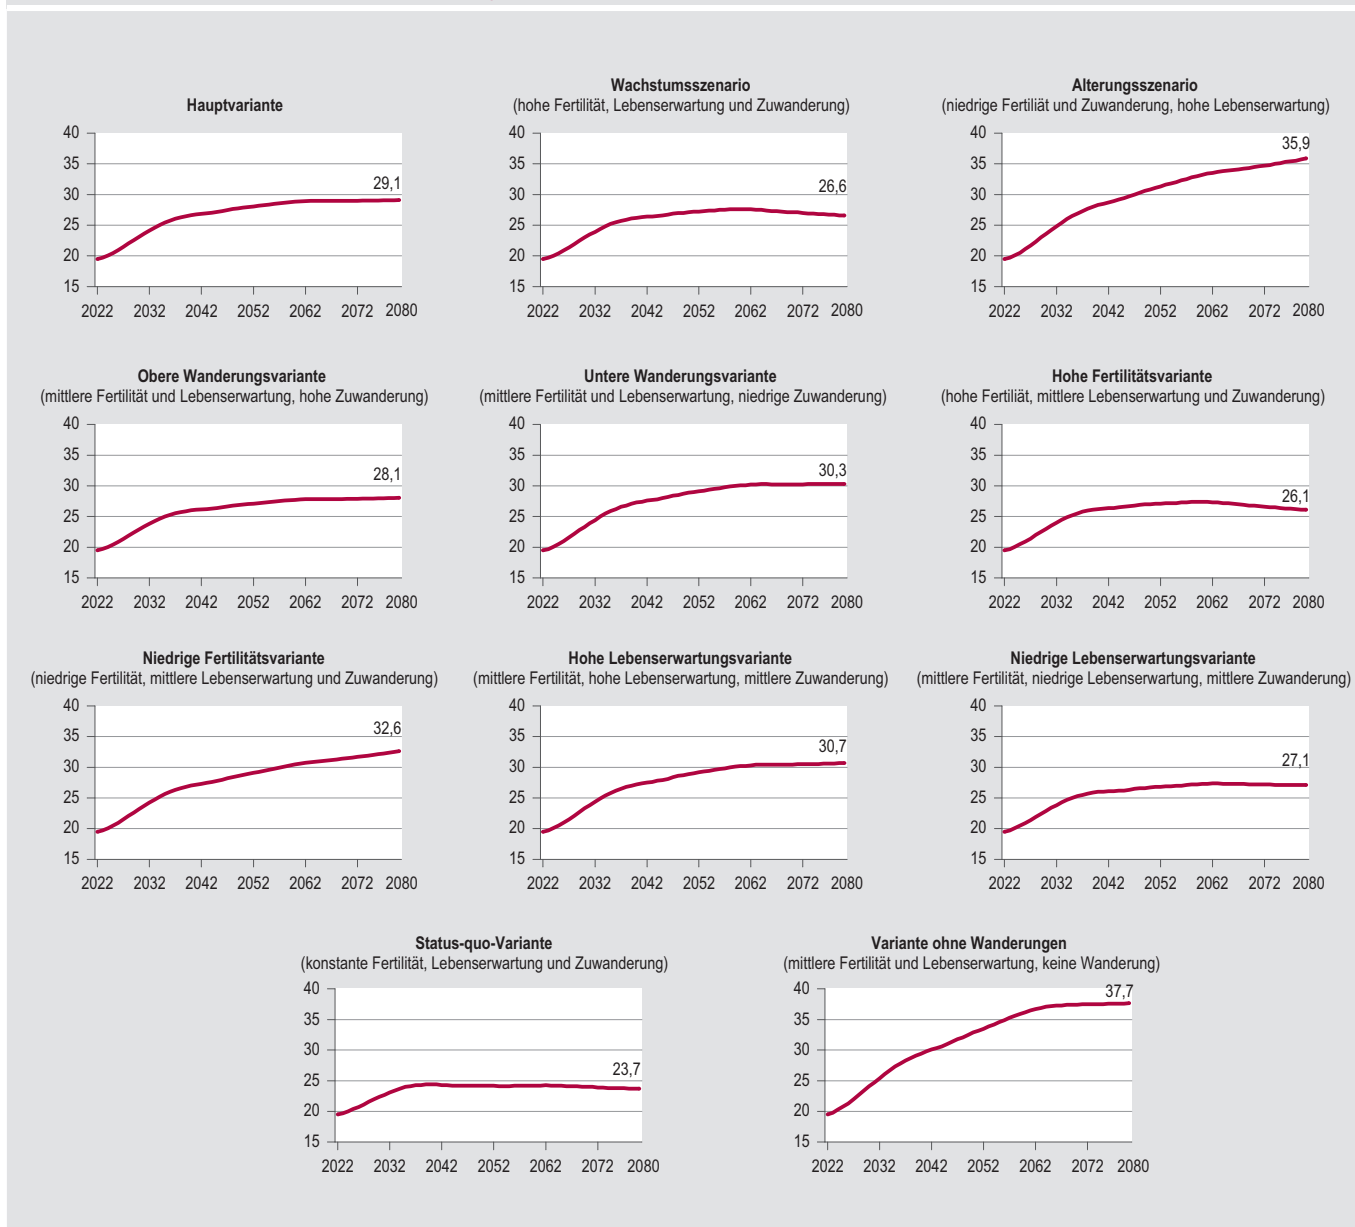 Hauptvariante
40
35
30
25
20
15
29,1
2022 2032 2042 2052 2062 2072 2080
Wachstumsszenario
(hohe Fertilität, Lebenserwartung und Zuwanderung)
40
35
30
25
20
15
26,6
2022 2032 2042 2052 2062 2072 2080
Alterungsszenario
(niedrige Fertiliät und Zuwanderung, hohe Lebenserwartung)
40
35
30
25
20
15
35,9
2022 2032 2042 2052 2062 2072 2080
Obere Wanderungsvariante
(mittlere Fertilität und Lebenserwartung, hohe Zuwanderung)
40
35
30
25
20
15
28,1
2022 2032 2042 2052 2062 2072 2080
Untere Wanderungsvariante
(mittlere Fertilität und Lebenserwartung, niedrige Zuwanderung)
40
35
30
25
20
15
30,3
2022 2032 2042 2052 2062 2072 2080
Hohe Fertilitätsvariante
(hohe Fertiliät, mittlere Lebenserwartung und Zuwanderung)
40
35
30
25
20
15
26,1
2022 2032 2042 2052 2062 2072 2080
Niedrige Fertilitätsvariante
(niedrige Fertilität, mittlere Lebenserwartung und Zuwanderung)
40
35
30
25
20
15
32,6
2022 2032 2042 2052 2062 2072 2080
Hohe Lebenserwartungsvariante
(mittlere Fertilität, hohe Lebenserwartung, mittlere Zuwanderung)
40
35
30
25
20
15
30,7
2022 2032 2042 2052 2062 2072 2080
Niedrige Lebenserwartungsvariante
(mittlere Fertilität, niedrige Lebenserwartung, mittlere Zuwanderung)
40
35
30
25
20
15
27,1
2022 2032 2042 2052 2062 2072 2080
Status-quo-Variante
(konstante Fertilität, Lebenserwartung und Zuwanderung)
40
35
30
25
20
15
23,7
2022 2032 2042 2052 2062 2072 2080
Variante ohne Wanderungen
(mittlere Fertilität und Lebenserwartung, keine Wanderung)
40
35
30
25
20
15
37,7
2022 2032 2042 2052 2062 2072 2080